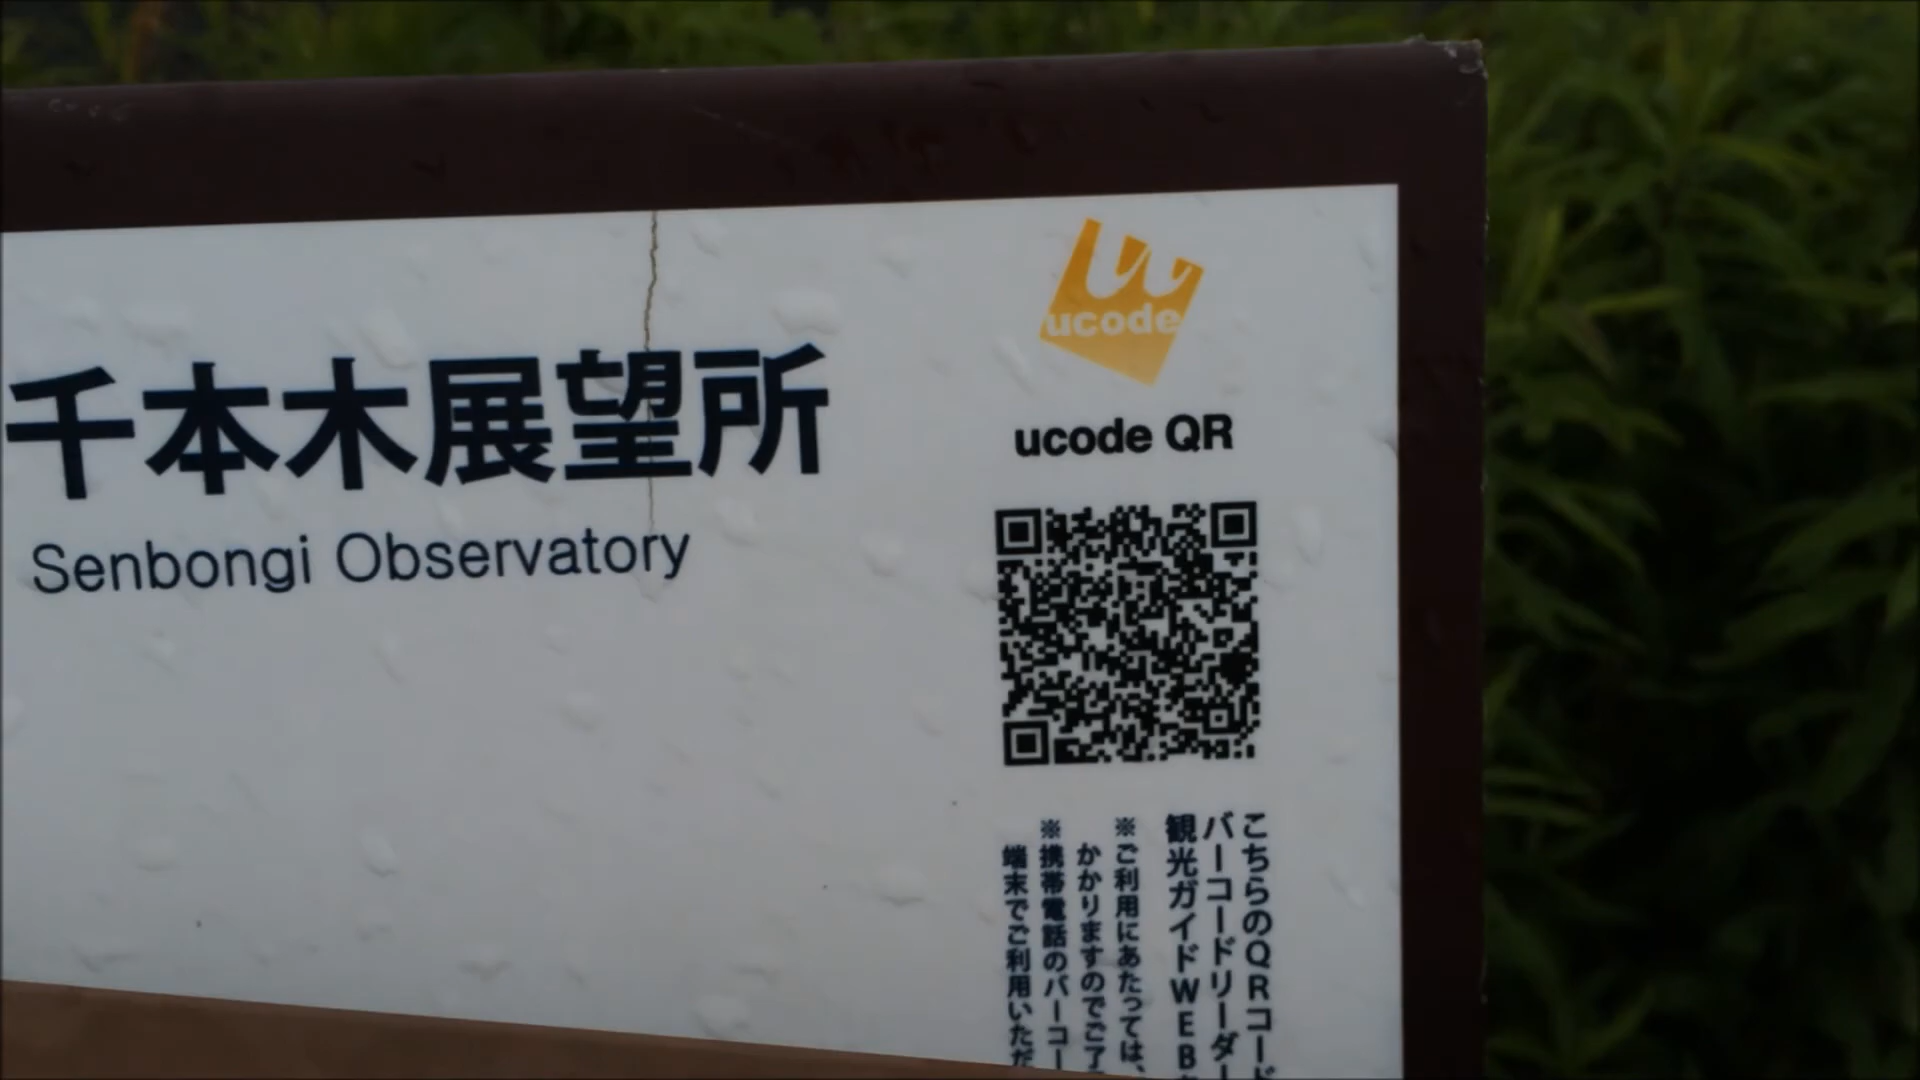 千本木展望所
Senbongi Observatory
ucode
ucode QR
こちらのQRコード
バーコードリーダー
観光ガイドWEB
※ご利用にあたっては、
かかりますのでご了
※携帯電話のバーコー
端末でご利用いただ